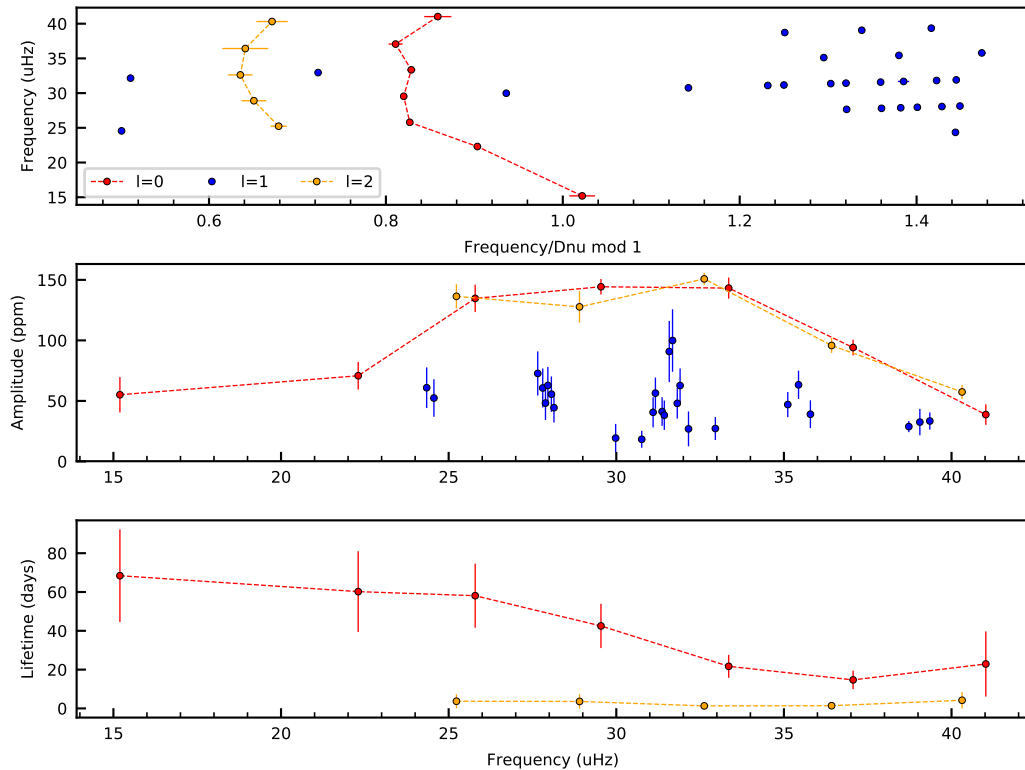 Frequency (uHz)
40
35
30
25
20
15
l=0 l=1 l=2
0.6 0.8 1.0 1.2 1.4
Frequency/Dnu mod 1
Amplitude (ppm)
150
100
50
0
15 20 25 30 35 40
Lifetime (days)
80
60
40
20
0
15 20 25 30 35 40
Frequency (uHz)